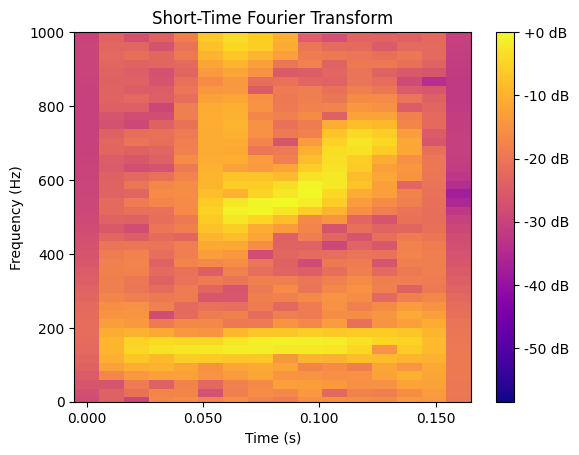 Short-Time Fourier Transform
1000
800
600
400
200
0
Frequency (Hz)
0.000
0.050
0.100
0.150
Time (s)
+0 dB
-10 dB
-20 dB
-30 dB
-40 dB
-50 dB